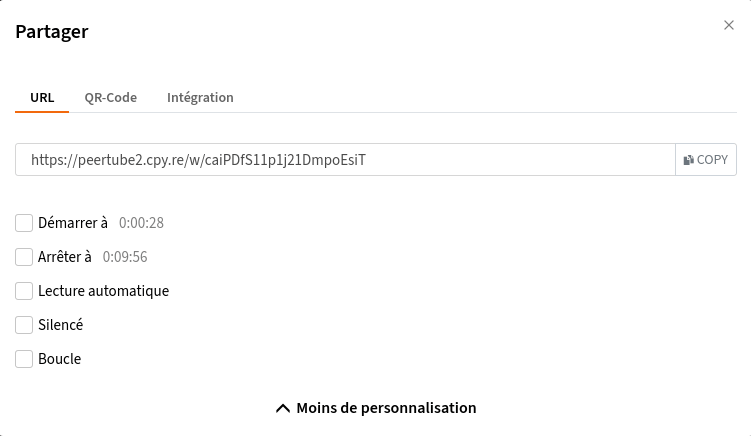 Partager
URL QR-Code Intégration
https://peertube2.cpy.re/w/caiPDfS11p1j21DmpoEsiT COPY
Démarrer à 0:00:28
Arrêter à 0:09:56
Lecture automatique
Silencé
Boucle
Moins de personnalisation